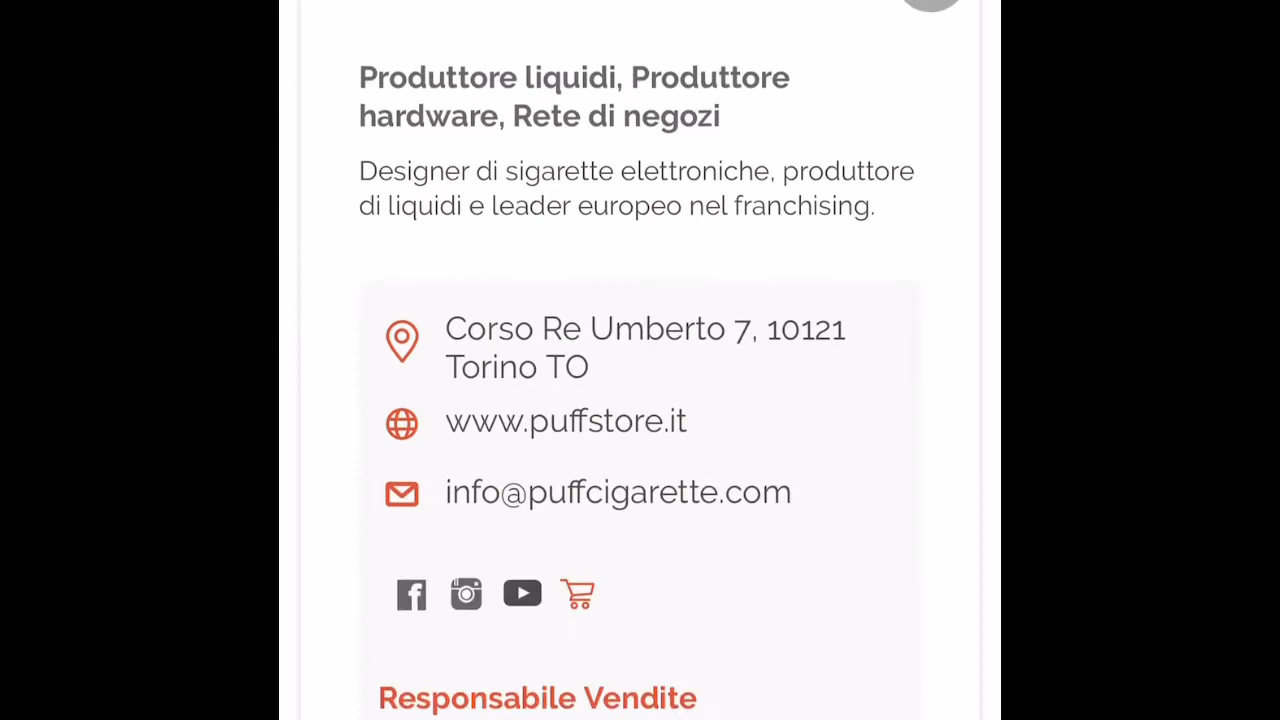 Produttore liquidi, Produttore
hardware, Rete di negozi
Designer di sigarette elettroniche, produttore
di liquidi e leader europeo nel franchising.
Corso Re Umberto 7, 10121
Torino TO
www.puffstore.it
info@puffcigarette.com
Responsabile Vendite